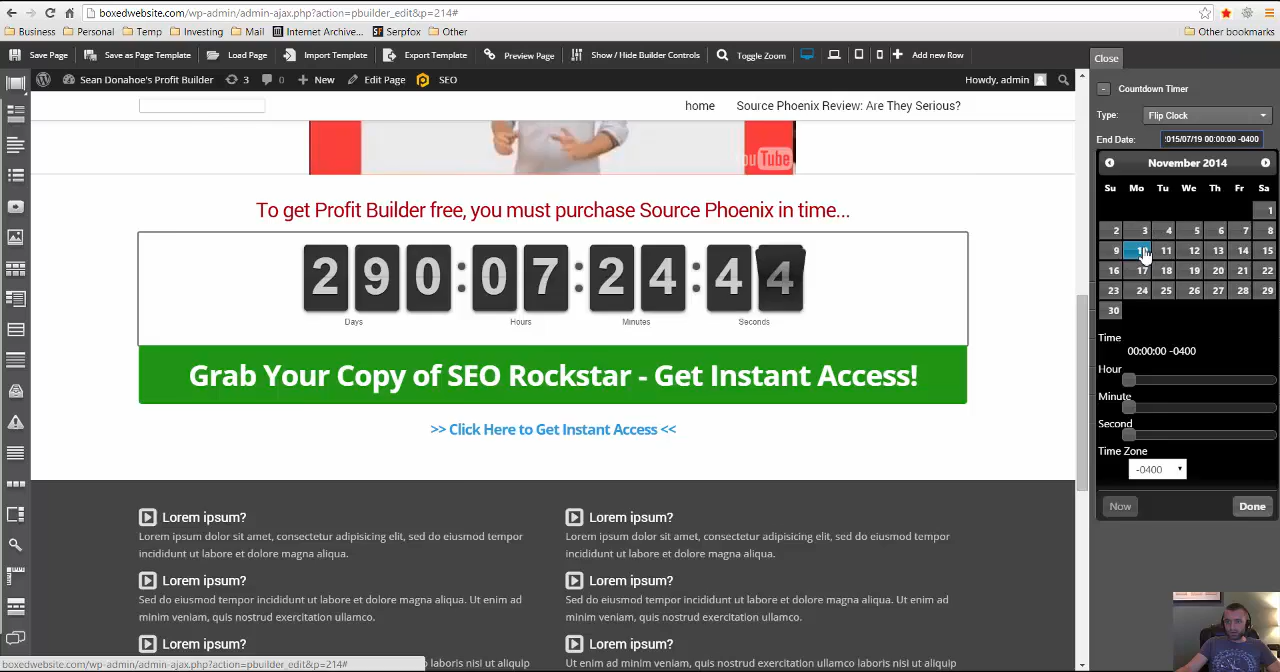 boxedwebsite.com/wp-admin/admin-ajax.php?action=pbuilder_edit&p=214#
Business Personal Temp Investing Mail Internet Archive... Serpfox Other Other bookmarks
Save Page Save as Page Template Load Page Import Template Export Template Preview Page Show / Hide Builder Controls Toggle Zoom Add new Row
Close
Sean Donahoe's Profit Builder 3 0 New Edit Page SEO Howdy, admin
home Source Phoenix Review: Are They Serious?
YouTube
To get Profit Builder free, you must purchase Source Phoenix in time...
290:07:24:44
Days Hours Minutes Seconds
Grab Your Copy of SEO Rockstar - Get Instant Access!
>> Click Here to Get Instant Access <<
Lorem ipsum?
Lorem ipsum dolor sit amet, consectetur adipisicing elit, sed do eiusmod tempor
incididunt ut labore et dolore magna aliqua.
Lorem ipsum?
Sed do eiusmod tempor incididunt ut labore et dolore magna aliqua. Ut enim ad
minim veniam, quis nostrud exercitation ullamco.
Lorem ipsum?
Lorem ipsum?
Lorem ipsum dolor sit amet, consectetur adipisicing elit, sed do eiusmod tempor
incididunt ut labore et dolore magna aliqua.
Lorem ipsum?
Sed do eiusmod tempor incididunt ut labore et dolore magna aliqua. Ut enim ad
minim veniam, quis nostrud exercitation ullamco.
Lorem ipsum?
Ut enim ad minim veniam, quis nostrud exercitation ullamco laboris nisi ut aliquip
boxedwebsite.com/wp-admin/admin-ajax.php?action=pbuilder_edit&p=214#
laboris nisi ut aliquip
- Countdown Timer
Type: Flip Clock
End Date: 015/07/19 00:00:00 -0400
November 2014
Su Mo Tu We Th Fr Sa
1
2 3 4 5 6 7 8
9 10 11 12 13 14 15
16 17 18 19 20 21 22
23 24 25 26 27 28 29
30
Time
00:00:00 -0400
Hour
Minute
Second
Time Zone
-0400
Now Done